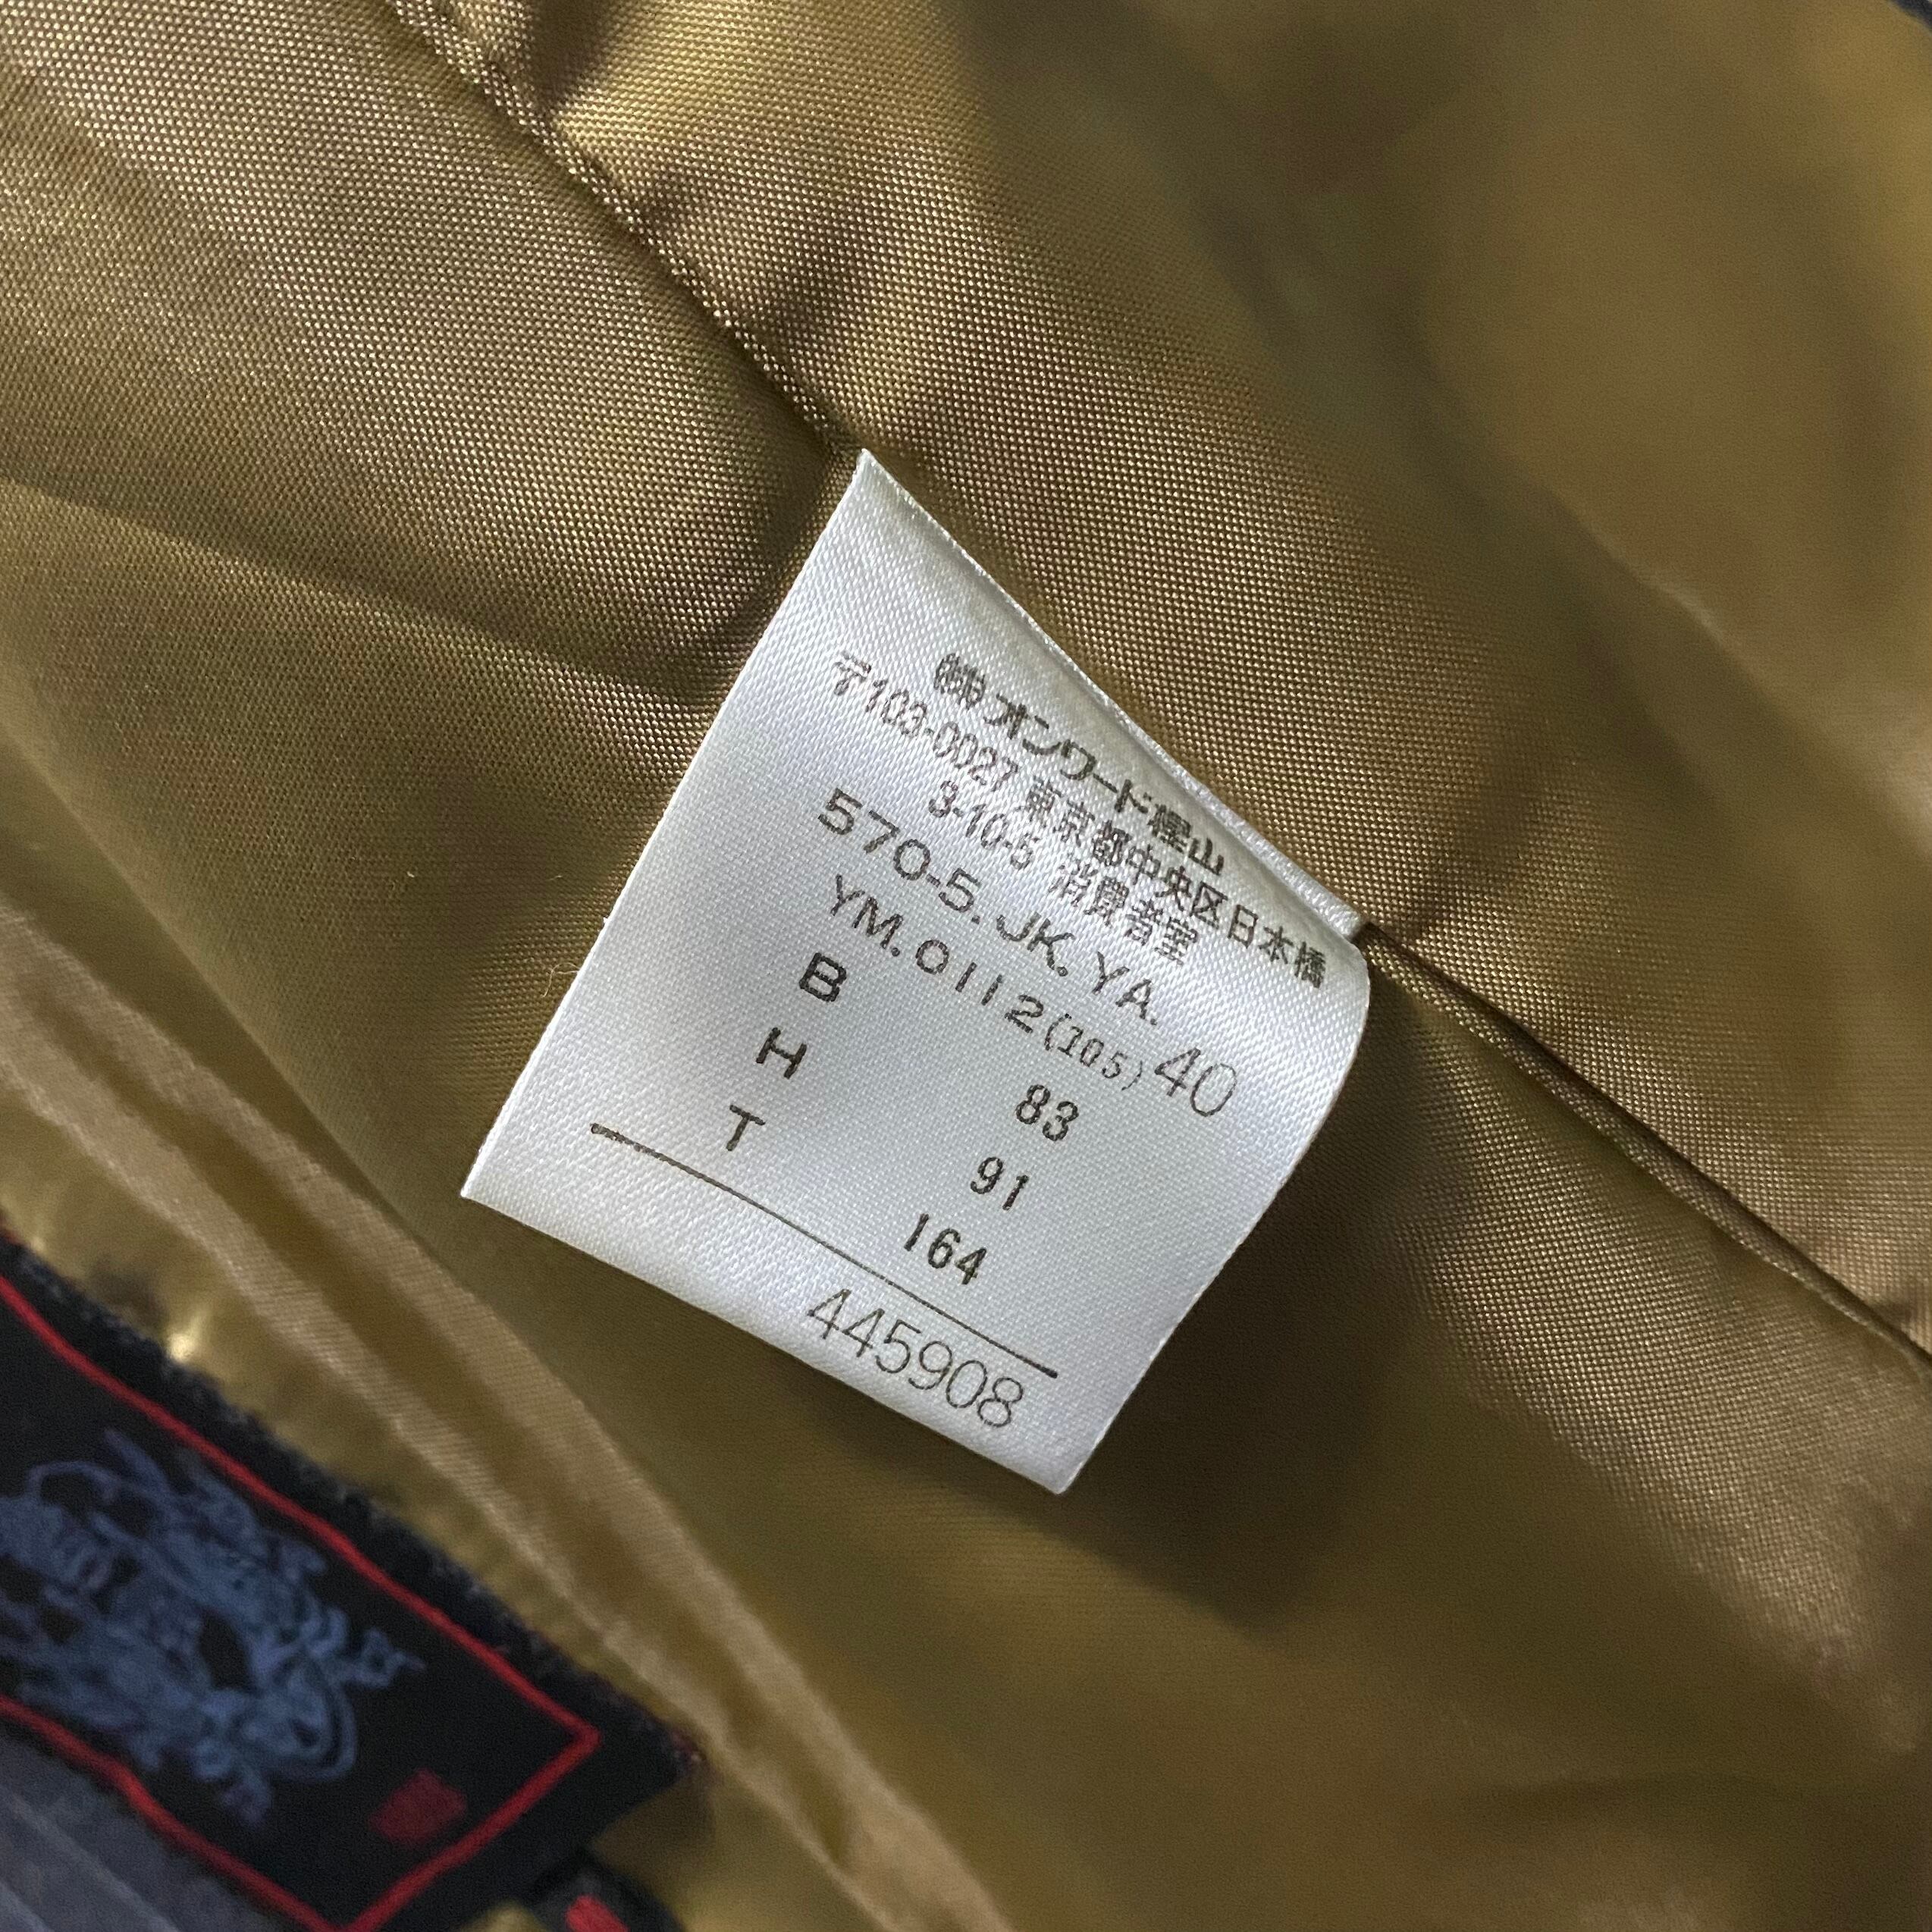 ㈱オンワード樫山
〒103-0027 東京都中央区日本橋
3-10-5 消費者室
570-5.JK.YA.
YM.0112(105)40
B 83
H 91
T 164
445908